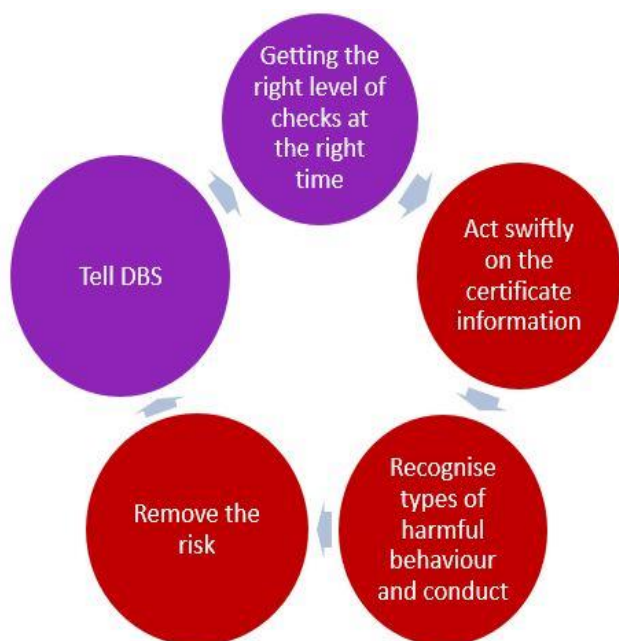 Getting the
right level of
checks at
the right
time
Act swiftly
on the
certificate
information
Recognise
types of
harmful
behaviour
and conduct
Remove the
risk
Tell DBS